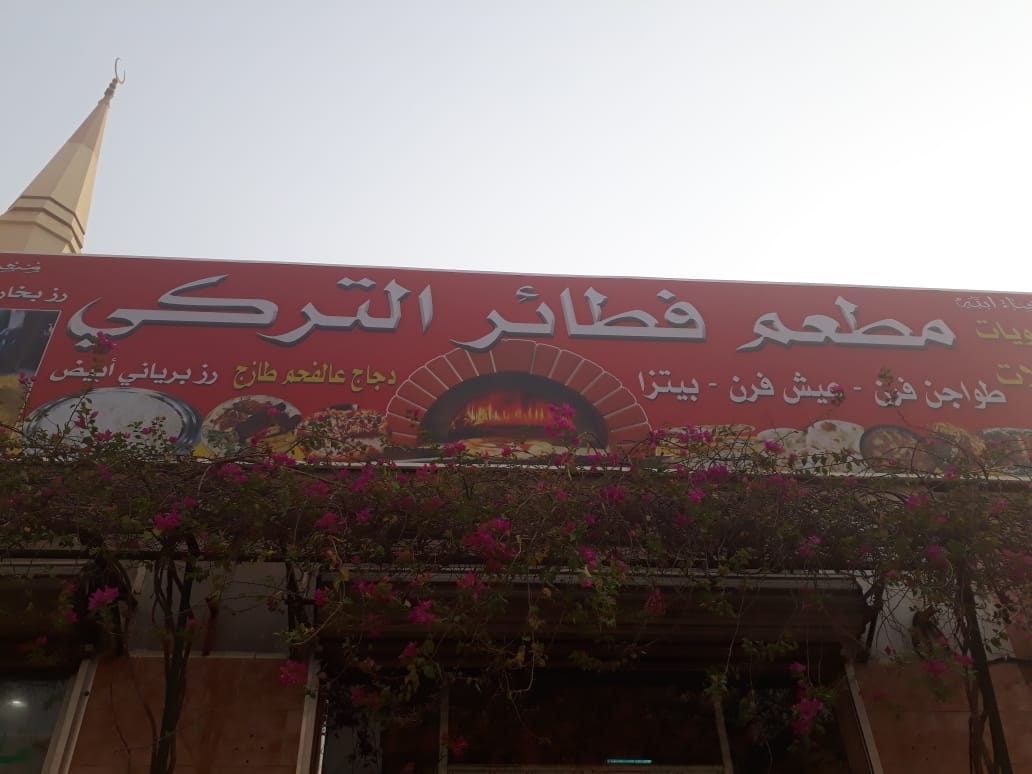 مطعم فطائر التركي
طواجن فرن - عيش فرن - بيتزا
دجاج عالفحم طازج
رز برياني أبيض